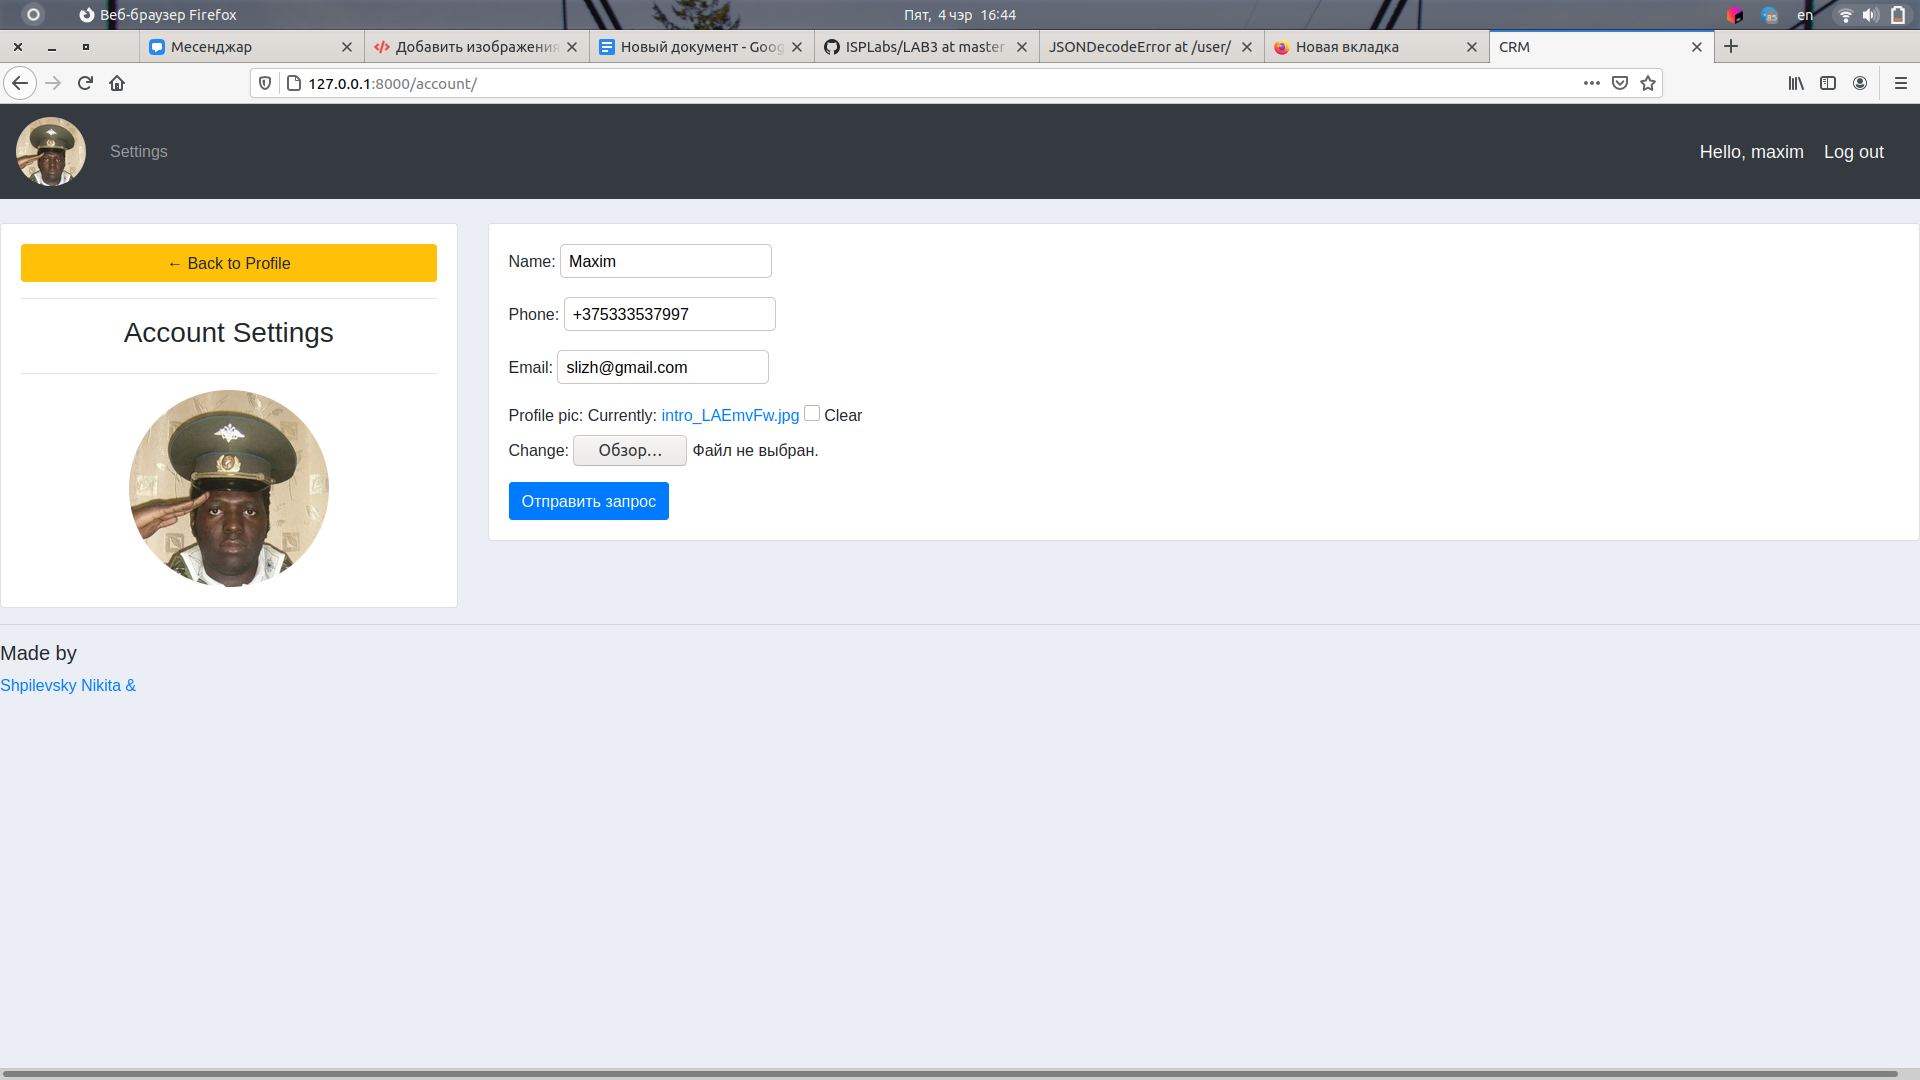 Веб-браузер Firefox
Пят, 4 чэр 16:44
85
en
Месенджар
Добавить изображения
Новый документ - Goog
ISPLabs/LAB3 at master
JSONDecodeError at /user/
Новая вкладка
CRM
127.0.0.1:8000/account/
Settings
Hello, maxim
Log out
← Back to Profile
Account Settings
Name: Maxim
Phone: +375333537997
Email: slizh@gmail.com
Profile pic: Currently: intro_LAEmvFw.jpg Clear
Change: Обзор... Файл не выбран.
Отправить запрос
Made by
Shpilevsky Nikita &